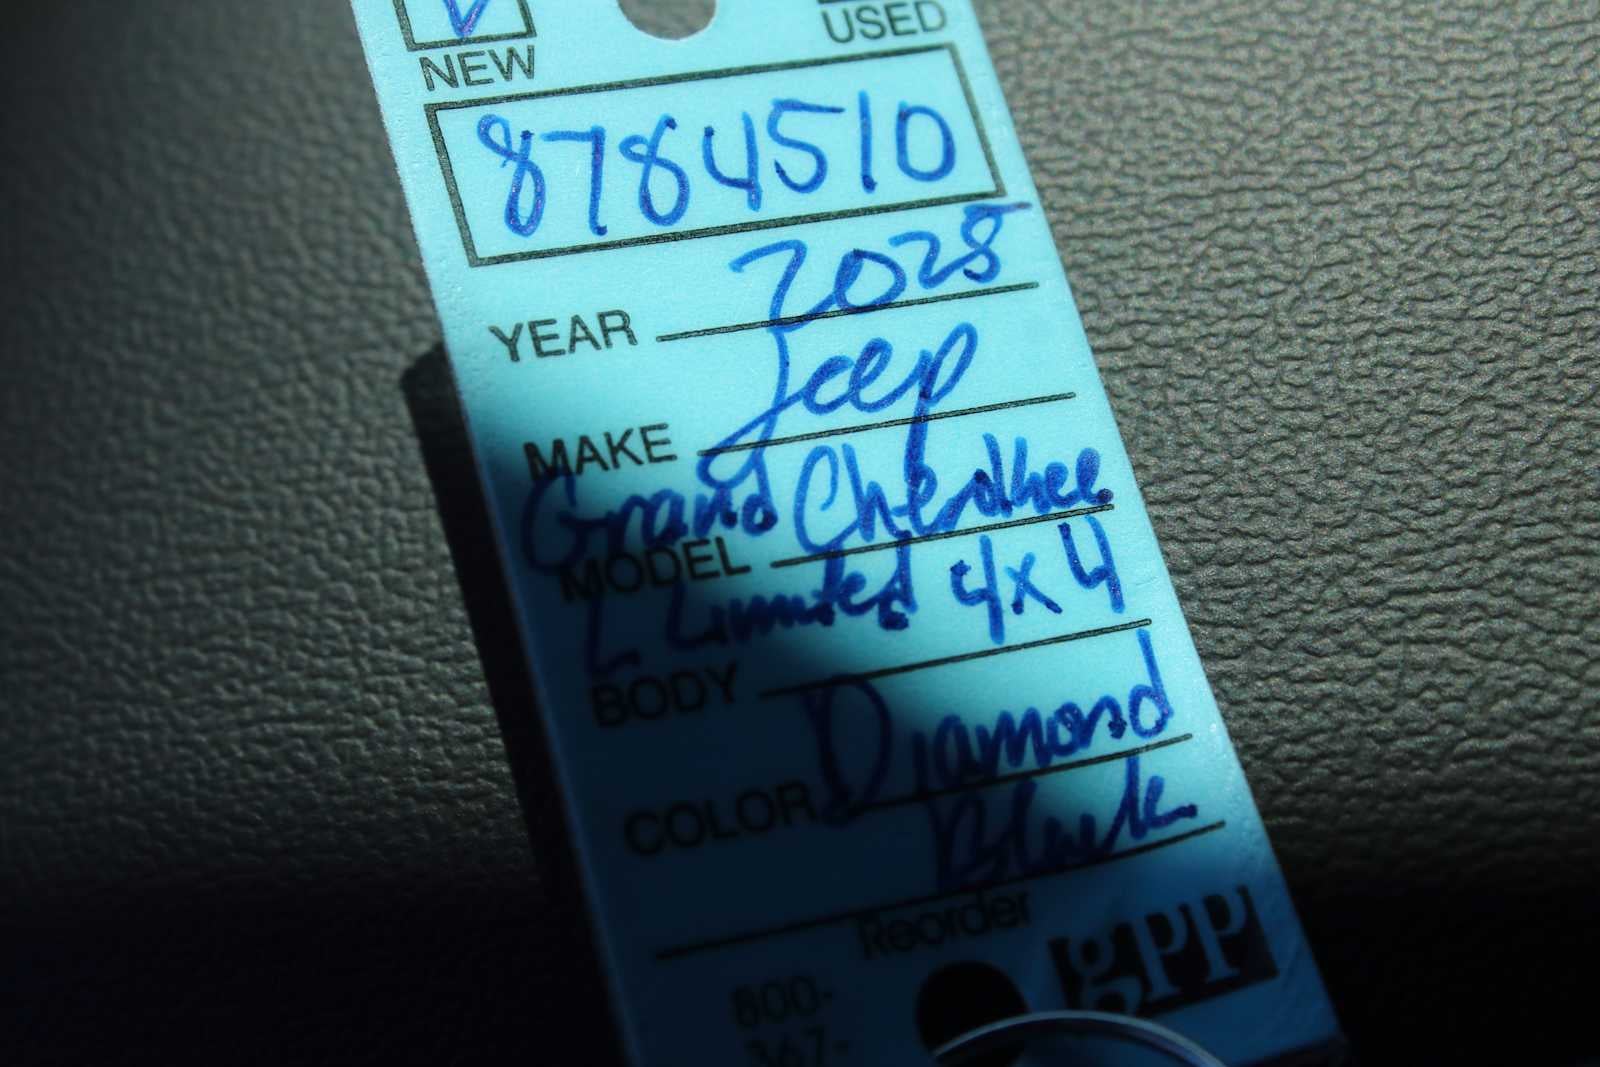 NEW USED
8784510
YEAR 2025
MAKE Jeep
Grand Cherokee
MODEL
L Limited 4x4
BODY
COLOR Diamond
Black
Reorder
800-
367-
gPP